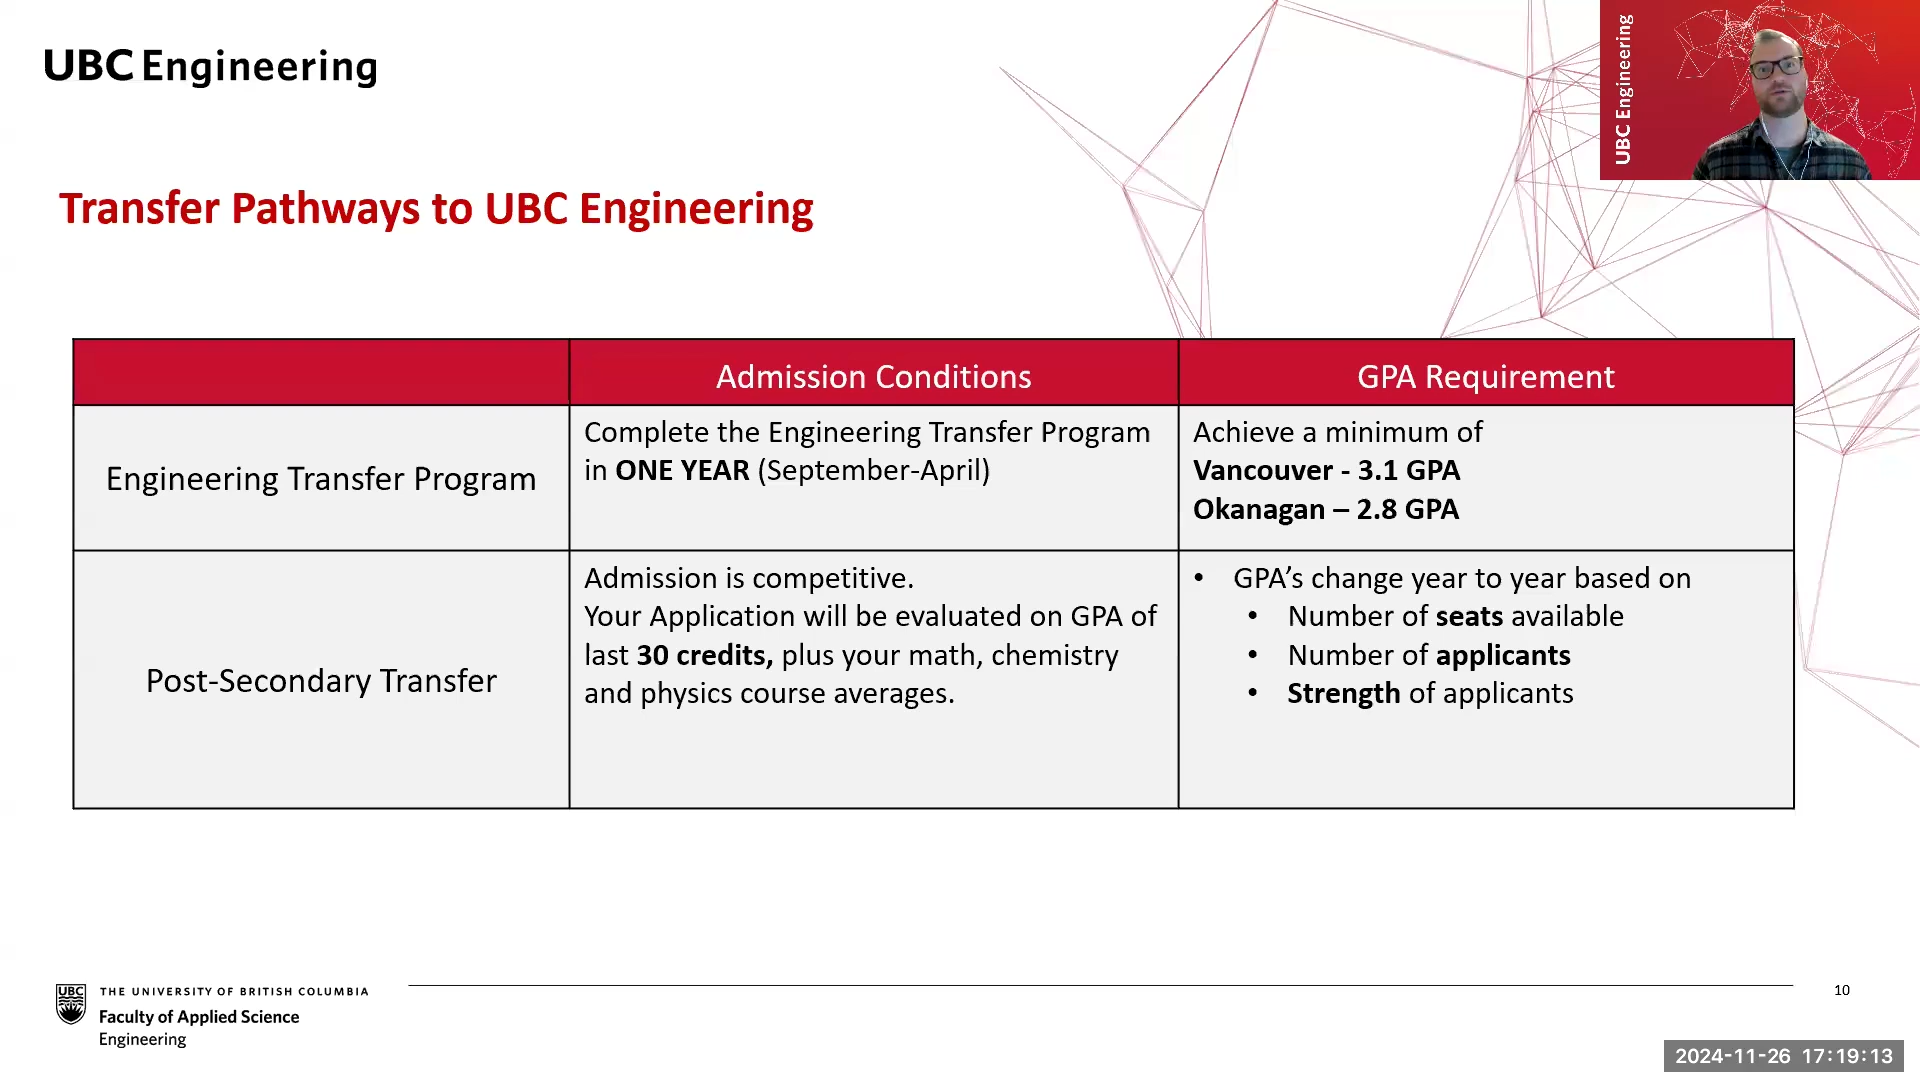 UBC Engineering
UBC Engineering
Transfer Pathways to UBC Engineering
Admission Conditions
GPA Requirement
Engineering Transfer Program
Complete the Engineering Transfer Program
in ONE YEAR (September-April)
Achieve a minimum of
Vancouver - 3.1 GPA
Okanagan – 2.8 GPA
Post-Secondary Transfer
Admission is competitive.
Your Application will be evaluated on GPA of
last 30 credits, plus your math, chemistry
and physics course averages.
• GPA’s change year to year based on
• Number of seats available
• Number of applicants
• Strength of applicants
UBC
THE UNIVERSITY OF BRITISH COLUMBIA
Faculty of Applied Science
Engineering
10
2024-11-26 17:19:13